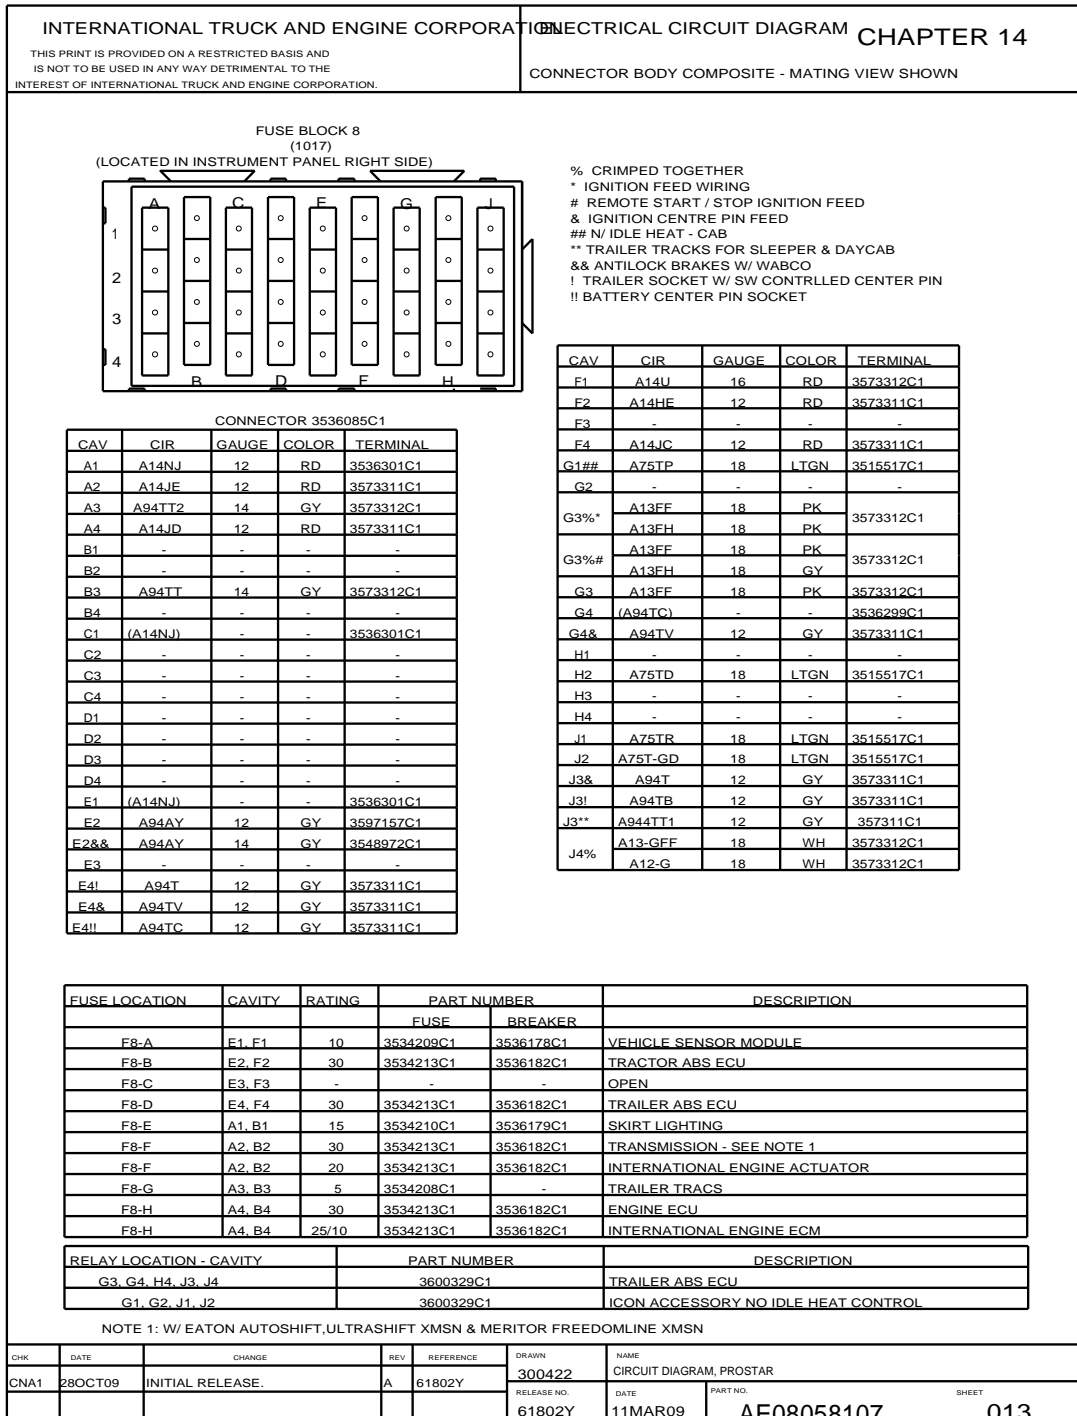 INTERNATIONAL TRUCK AND ENGINE CORPORATION
THIS PRINT IS PROVIDED ON A RESTRICTED BASIS AND
IS NOT TO BE USED IN ANY WAY DETRIMENTAL TO THE
INTEREST OF INTERNATIONAL TRUCK AND ENGINE CORPORATION.
ELECTRICAL CIRCUIT DIAGRAM
CHAPTER 14
CONNECTOR BODY COMPOSITE - MATING VIEW SHOWN
FUSE BLOCK 8
(1017)
(LOCATED IN INSTRUMENT PANEL RIGHT SIDE)
A C E G J
1
2
3
4
B D F H
CONNECTOR 3536085C1
% CRIMPED TOGETHER
* IGNITION FEED WIRING
# REMOTE START / STOP IGNITION FEED
& IGNITION CENTRE PIN FEED
## N/ IDLE HEAT - CAB
** TRAILER TRACKS FOR SLEEPER & DAYCAB
&& ANTILOCK BRAKES W/ WABCO
! TRAILER SOCKET W/ SW CONTRLLED CENTER PIN
!! BATTERY CENTER PIN SOCKET
CAV CIR GAUGE COLOR TERMINAL
A1 A14NJ 12 RD 3536301C1
A2 A14JE 12 RD 3573311C1
A3 A94TT2 14 GY 3573312C1
A4 A14JD 12 RD 3573311C1
B1 - - - -
B2 - - - -
B3 A94TT 14 GY 3573312C1
B4 - - - -
C1 (A14NJ) - - 3536301C1
C2 - - - -
C3 - - - -
C4 - - - -
D1 - - - -
D2 - - - -
D3 - - - -
D4 - - - -
E1 (A14NJ) - - 3536301C1
E2 A94AY 12 GY 3597157C1
E2&& A94AY 14 GY 3548972C1
E3 - - - -
E4! A94T 12 GY 3573311C1
E4& A94TV 12 GY 3573311C1
E4!! A94TC 12 GY 3573311C1
CAV CIR GAUGE COLOR TERMINAL
F1 A14U 16 RD 3573312C1
F2 A14HE 12 RD 3573311C1
F3 - - - -
F4 A14JC 12 RD 3573311C1
G1## A75TP 18 LTGN 3515517C1
G2 - - - -
G3%* A13FF 18 PK 3573312C1
A13FH 18 PK
G3%# A13FF 18 PK 3573312C1
A13FH 18 GY
G3 A13FF 18 PK 3573312C1
G4 (A94TC) - - 3536299C1
G4& A94TV 12 GY 3573311C1
H1 - - - -
H2 A75TD 18 LTGN 3515517C1
H3 - - - -
H4 - - - -
J1 A75TR 18 LTGN 3515517C1
J2 A75T-GD 18 LTGN 3515517C1
J3& A94T 12 GY 3573311C1
J3! A94TB 12 GY 3573311C1
J3** A944TT1 12 GY 357311C1
J4% A13-GFF 18 WH 3573312C1
A12-G 18 WH 3573312C1
FUSE LOCATION CAVITY RATING PART NUMBER DESCRIPTION
FUSE BREAKER
F8-A E1, F1 10 3534209C1 3536178C1 VEHICLE SENSOR MODULE
F8-B E2, F2 30 3534213C1 3536182C1 TRACTOR ABS ECU
F8-C E3, F3 - - - OPEN
F8-D E4, F4 30 3534213C1 3536182C1 TRAILER ABS ECU
F8-E A1, B1 15 3534210C1 3536179C1 SKIRT LIGHTING
F8-F A2, B2 30 3534213C1 3536182C1 TRANSMISSION - SEE NOTE 1
F8-F A2, B2 20 3534213C1 3536182C1 INTERNATIONAL ENGINE ACTUATOR
F8-G A3, B3 5 3534208C1 - TRAILER TRACS
F8-H A4, B4 30 3534213C1 3536182C1 ENGINE ECU
F8-H A4, B4 25/10 3534213C1 3536182C1 INTERNATIONAL ENGINE ECM
RELAY LOCATION - CAVITY PART NUMBER DESCRIPTION
G3, G4, H4, J3, J4 3600329C1 TRAILER ABS ECU
G1, G2, J1, J2 3600329C1 ICON ACCESSORY NO IDLE HEAT CONTROL
NOTE 1: W/ EATON AUTOSHIFT,ULTRASHIFT XMSN & MERITOR FREEDOMLINE XMSN
CHK DATE CHANGE REV REFERENCE
CNA1 28OCT09 INITIAL RELEASE. A 61802Y
DRAWN
300422
NAME
CIRCUIT DIAGRAM, PROSTAR
RELEASE NO.
61802Y
DATE
11MAR09
PART NO.
AF08058107
SHEET
013